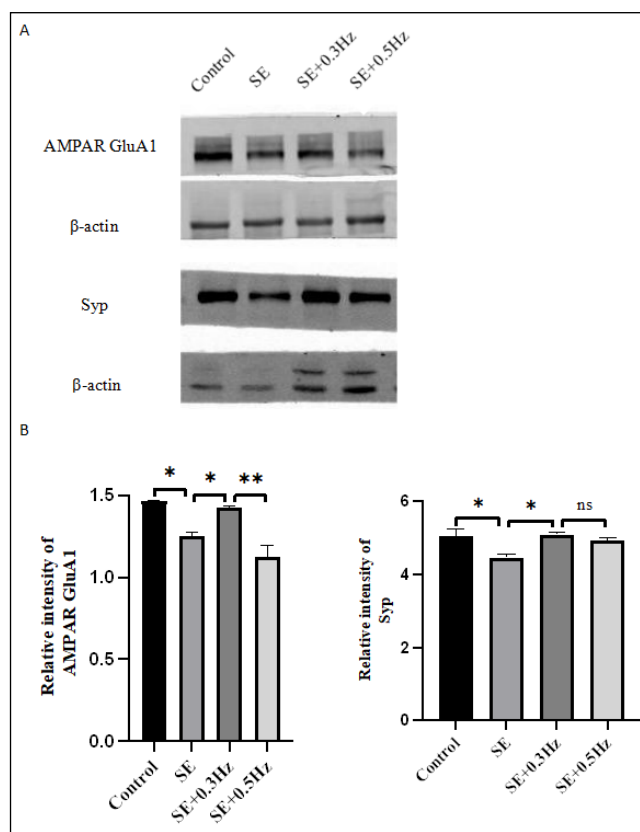 A
Control SE SE+0.3Hz SE+0.5Hz
AMPAR GluA1
β-actin
Syp
β-actin
B
* * **
1.5
1.0
0.5
0.0
Relative intensity of
AMPAR GluA1
Control SE SE+0.3Hz SE+0.5Hz
* * ns
6
4
2
0
Relative intensity of
Syp
Control SE SE+0.3Hz SE+0.5Hz